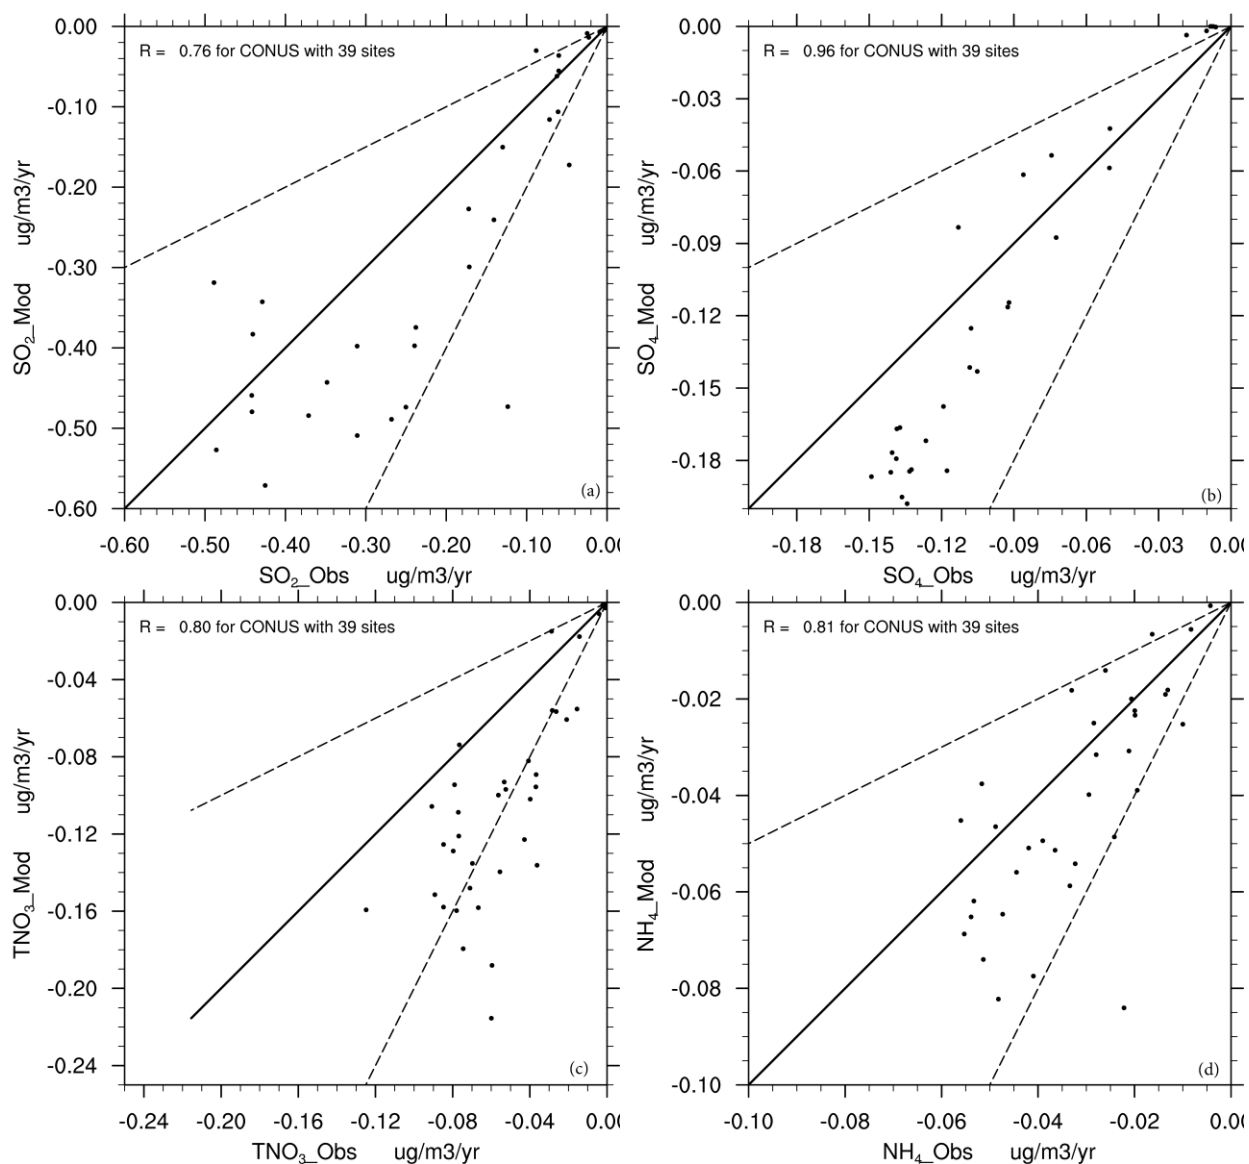 0.00
-0.10
-0.20
-0.30
-0.40
-0.50
-0.60
SO₂_Mod ug/m3/yr
R = 0.76 for CONUS with 39 sites
(a)
-0.60 -0.50 -0.40 -0.30 -0.20 -0.10 0.00
SO₂_Obs ug/m3/yr
0.00
-0.03
-0.06
-0.09
-0.12
-0.15
-0.18
SO₄_Mod ug/m3/yr
R = 0.96 for CONUS with 39 sites
(b)
-0.18 -0.15 -0.12 -0.09 -0.06 -0.03 0.00
SO₄_Obs ug/m3/yr
0.00
-0.04
-0.08
-0.12
-0.16
-0.20
-0.24
TNO₃_Mod ug/m3/yr
R = 0.80 for CONUS with 39 sites
(c)
-0.24 -0.20 -0.16 -0.12 -0.08 -0.04 0.00
TNO₃_Obs ug/m3/yr
0.00
-0.02
-0.04
-0.06
-0.08
-0.10
NH₄_Mod ug/m3/yr
R = 0.81 for CONUS with 39 sites
(d)
-0.10 -0.08 -0.06 -0.04 -0.02 0.00
NH₄_Obs ug/m3/yr